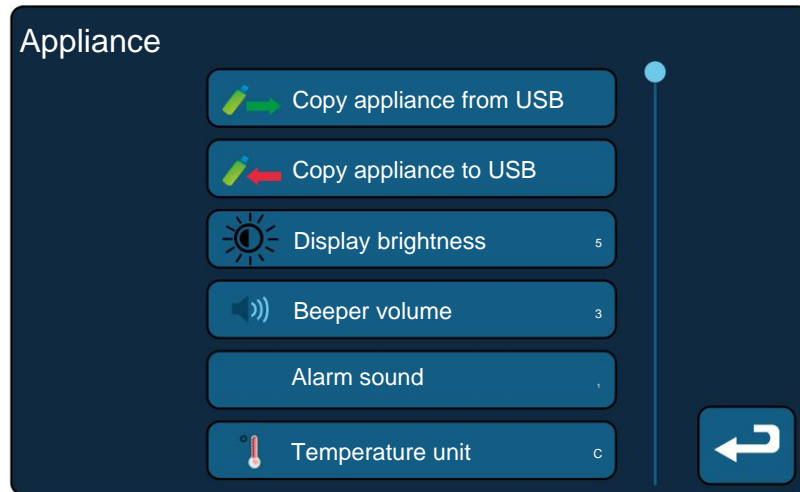 Appliance
Copy appliance from USB
Copy appliance to USB
Display brightness 5
Beeper volume 3
Alarm sound 1
Temperature unit C